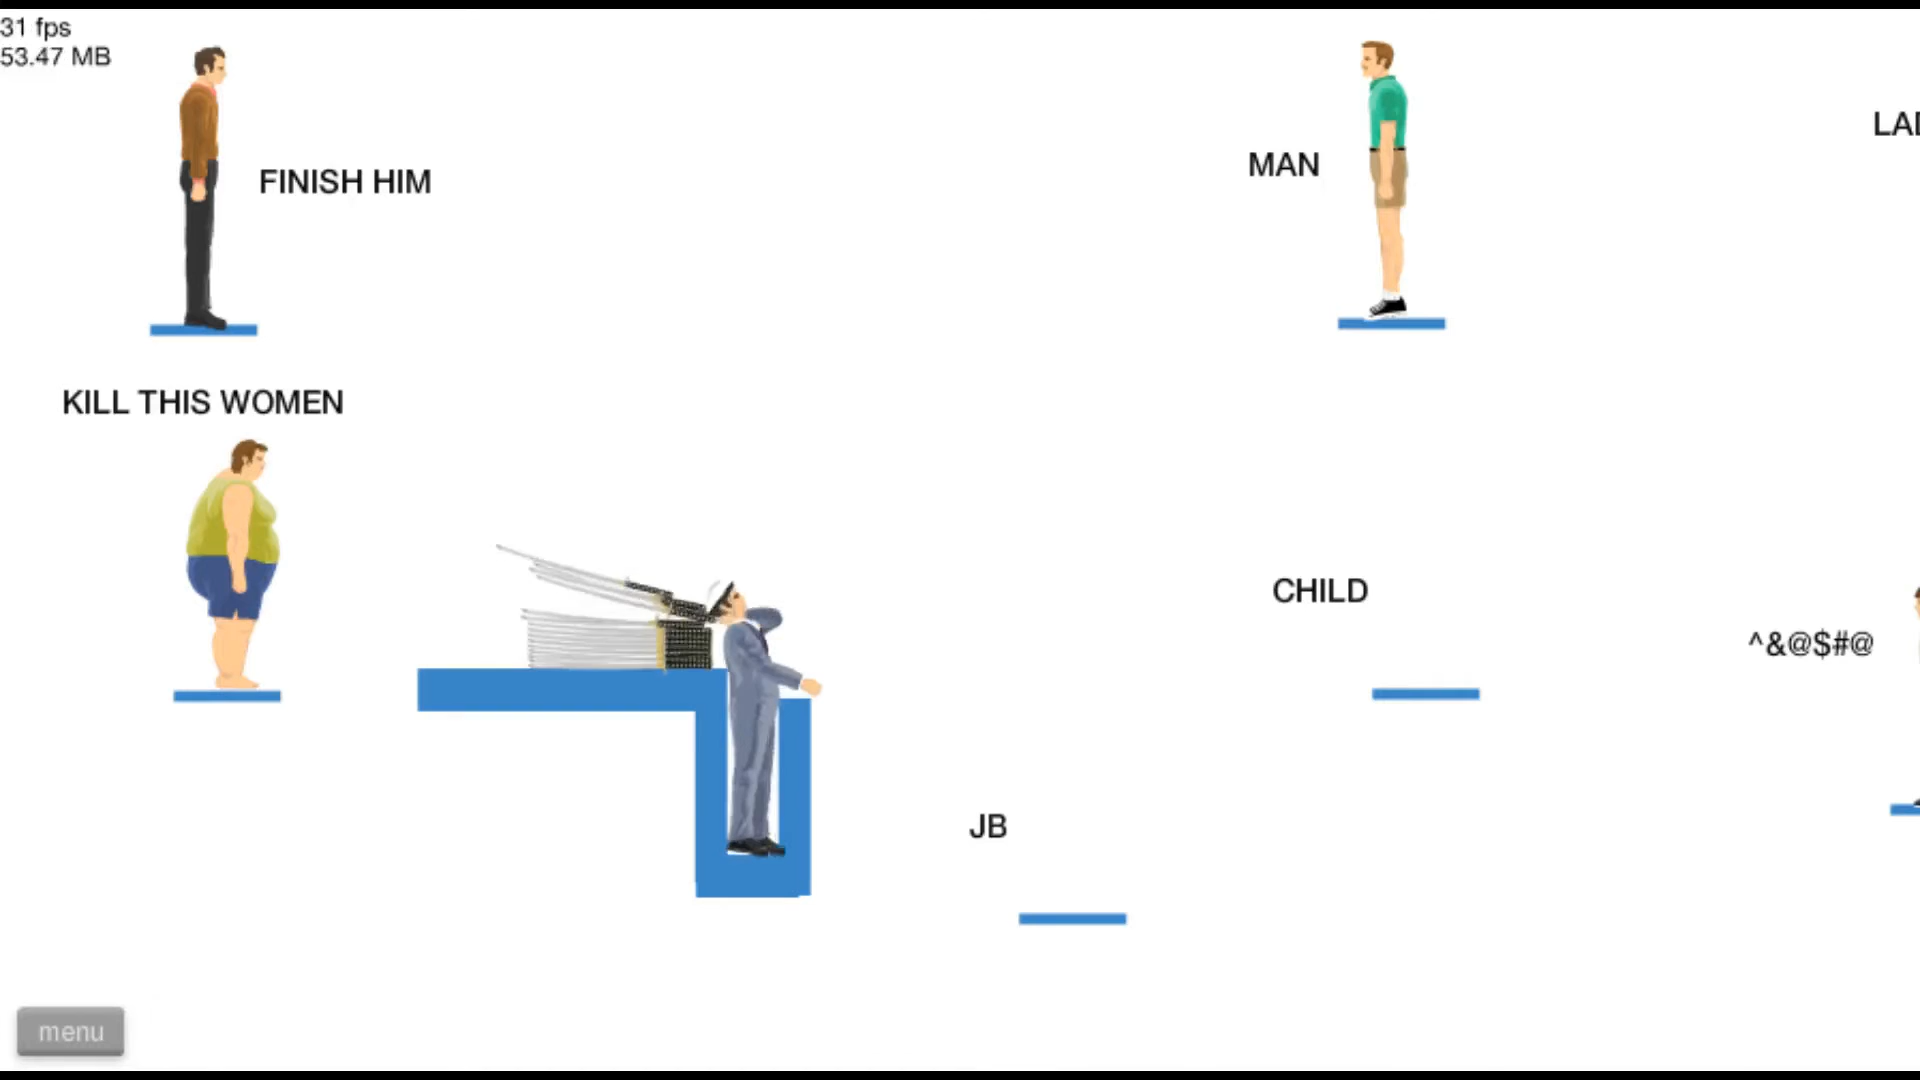 31 fps
53.47 MB
FINISH HIM
MAN
KILL THIS WOMEN
CHILD
^&@$#@
JB
menu